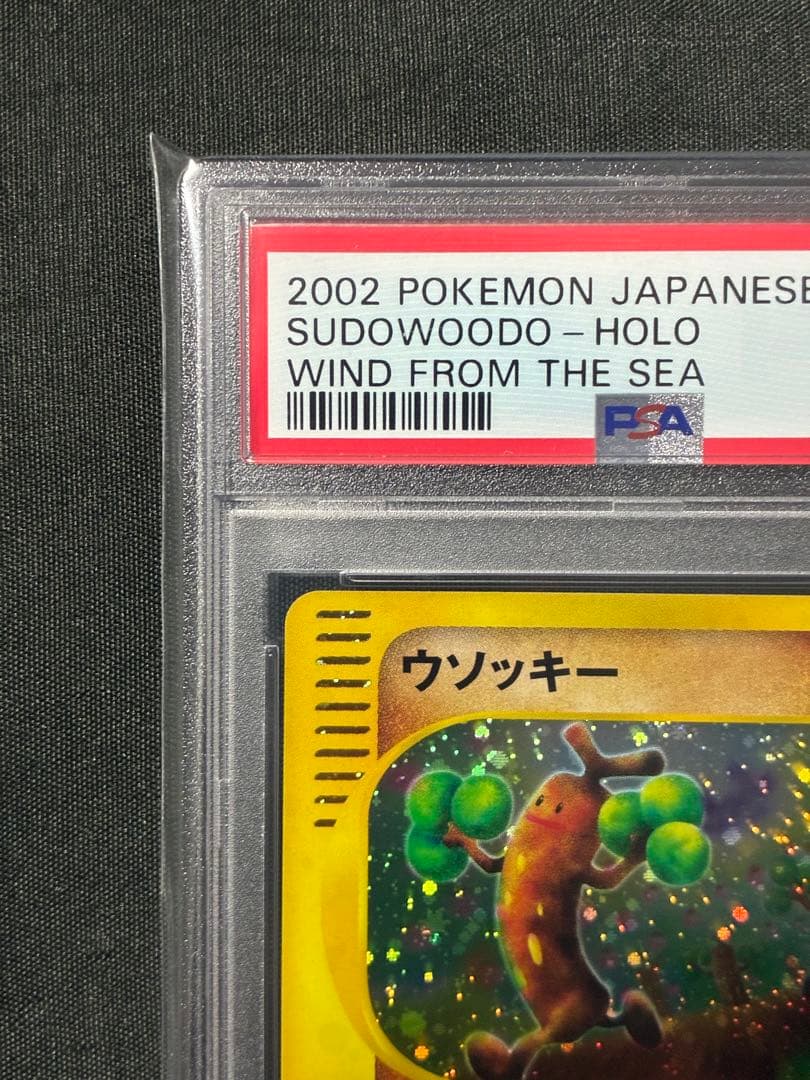 2002 POKEMON JAPANESE
SUDOWOODO - HOLO
WIND FROM THE SEA
PSA
ウソッキー